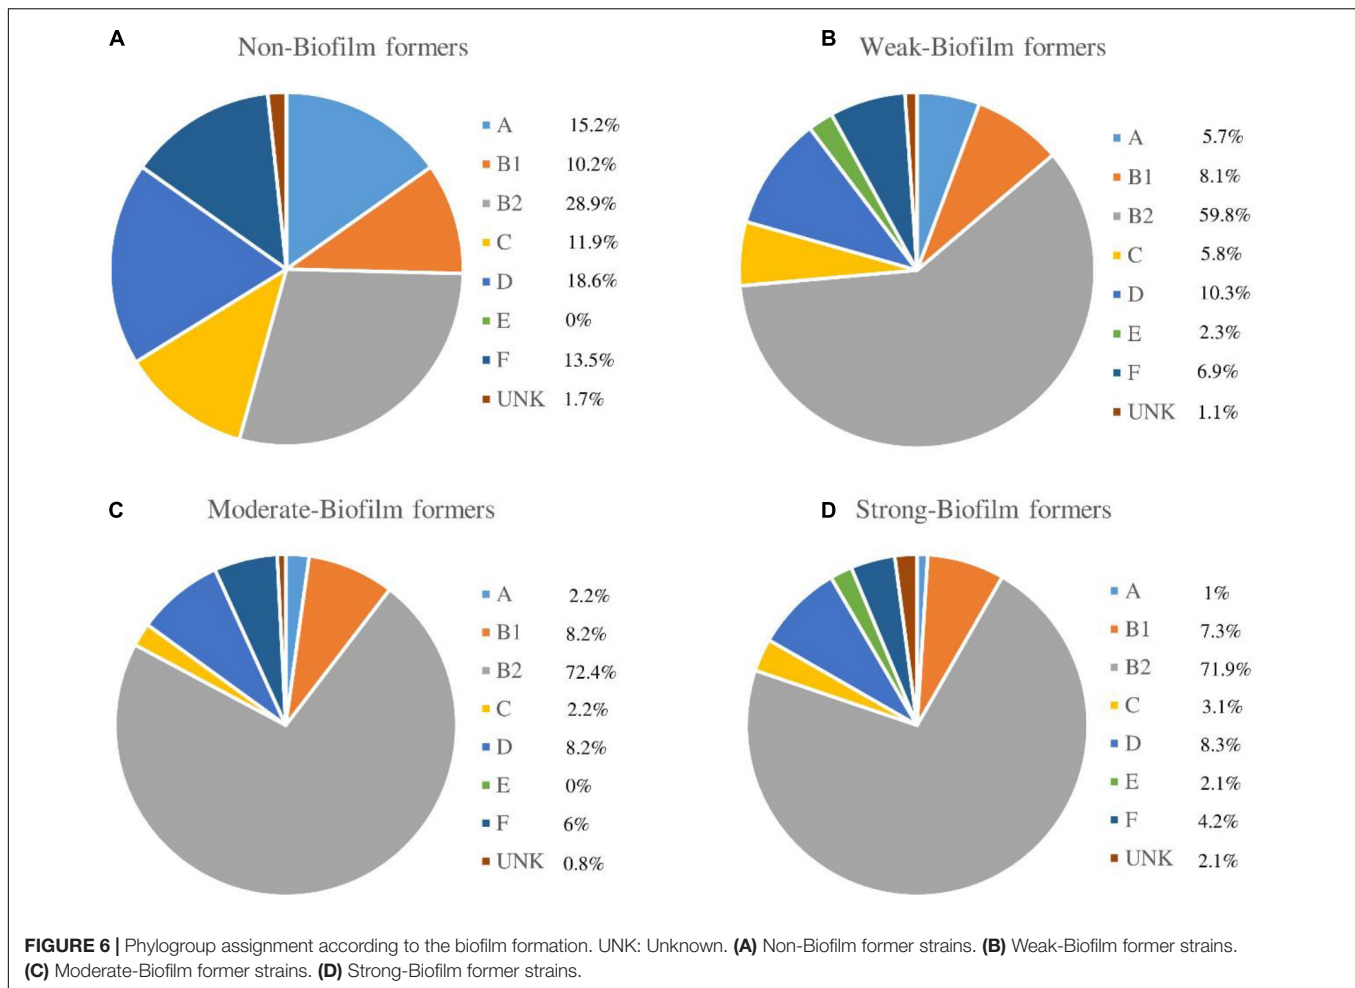 A
Non-Biofilm formers
A 15.2%
B1 10.2%
B2 28.9%
C 11.9%
D 18.6%
E 0%
F 13.5%
UNK 1.7%
B
Weak-Biofilm formers
A 5.7%
B1 8.1%
B2 59.8%
C 5.8%
D 10.3%
E 2.3%
F 6.9%
UNK 1.1%
C
Moderate-Biofilm formers
A 2.2%
B1 8.2%
B2 72.4%
C 2.2%
D 8.2%
E 0%
F 6%
UNK 0.8%
D
Strong-Biofilm formers
A 1%
B1 7.3%
B2 71.9%
C 3.1%
D 8.3%
E 2.1%
F 4.2%
UNK 2.1%
FIGURE 6 | Phylogroup assignment according to the biofilm formation. UNK: Unknown. (A) Non-Biofilm former strains. (B) Weak-Biofilm former strains.
(C) Moderate-Biofilm former strains. (D) Strong-Biofilm former strains.